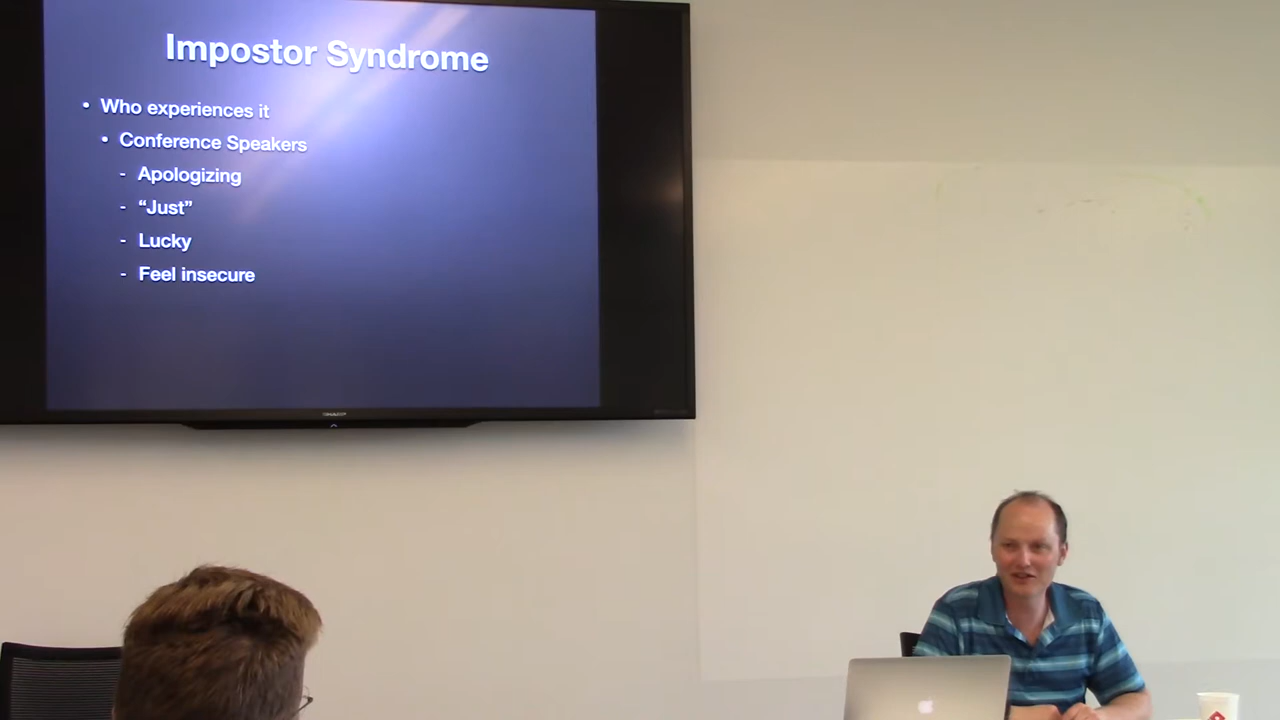 Impostor Syndrome
• Who experiences it
• Conference Speakers
- Apologizing
- “Just”
- Lucky
- Feel insecure